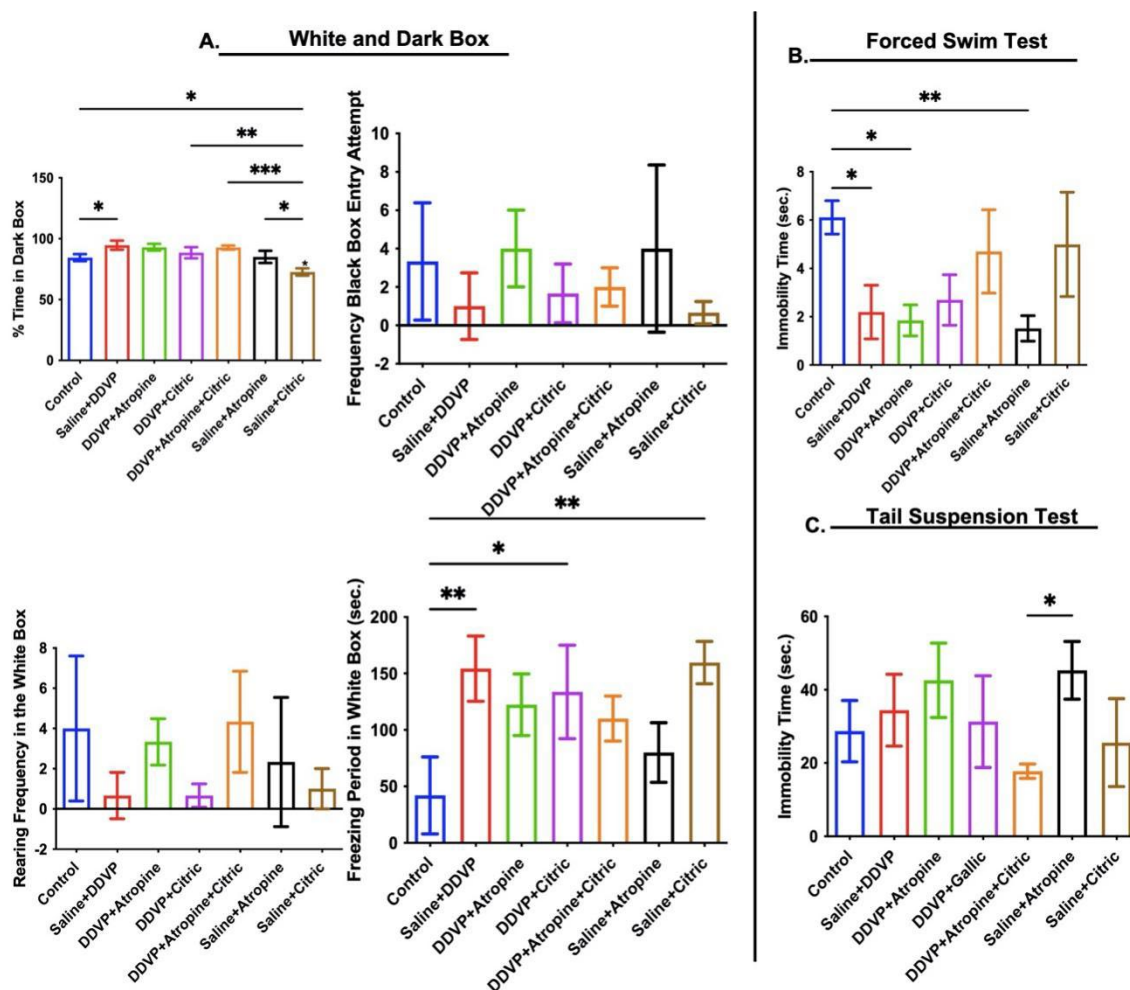 A. White and Dark Box
*
**
***
*
*
*
% Time in Dark Box
150
100
50
0
Control
Saline+DDVP
DDVP+Atropine
DDVP+Citric
DDVP+Atropine+Citric
Saline+Atropine
Saline+Citric
Frequency Black Box Entry Attempt
10
8
6
4
2
0
-2
Control
Saline+DDVP
DDVP+Atropine
DDVP+Citric
DDVP+Atropine+Citric
Saline+Atropine
Saline+Citric
Rearing Frequency in the White Box
8
6
4
2
0
-2
Control
Saline+DDVP
DDVP+Atropine
DDVP+Citric
DDVP+Atropine+Citric
Saline+Atropine
Saline+Citric
**
*
**
Freezing Period in White Box (sec.)
200
150
100
50
0
Control
Saline+DDVP
DDVP+Atropine
DDVP+Citric
DDVP+Atropine+Citric
Saline+Atropine
Saline+Citric
B. Forced Swim Test
**
*
*
Immobility Time (sec.)
8
6
4
2
0
Control
Saline+DDVP
DDVP+Atropine
DDVP+Citric
DDVP+Atropine+Citric
Saline+Atropine
Saline+Citric
C. Tail Suspension Test
*
Immobility Time (sec.)
60
40
20
0
Control
Saline+DDVP
DDVP+Atropine
DDVP+Gallic
DDVP+Atropine+Citric
Saline+Atropine
Saline+Citric